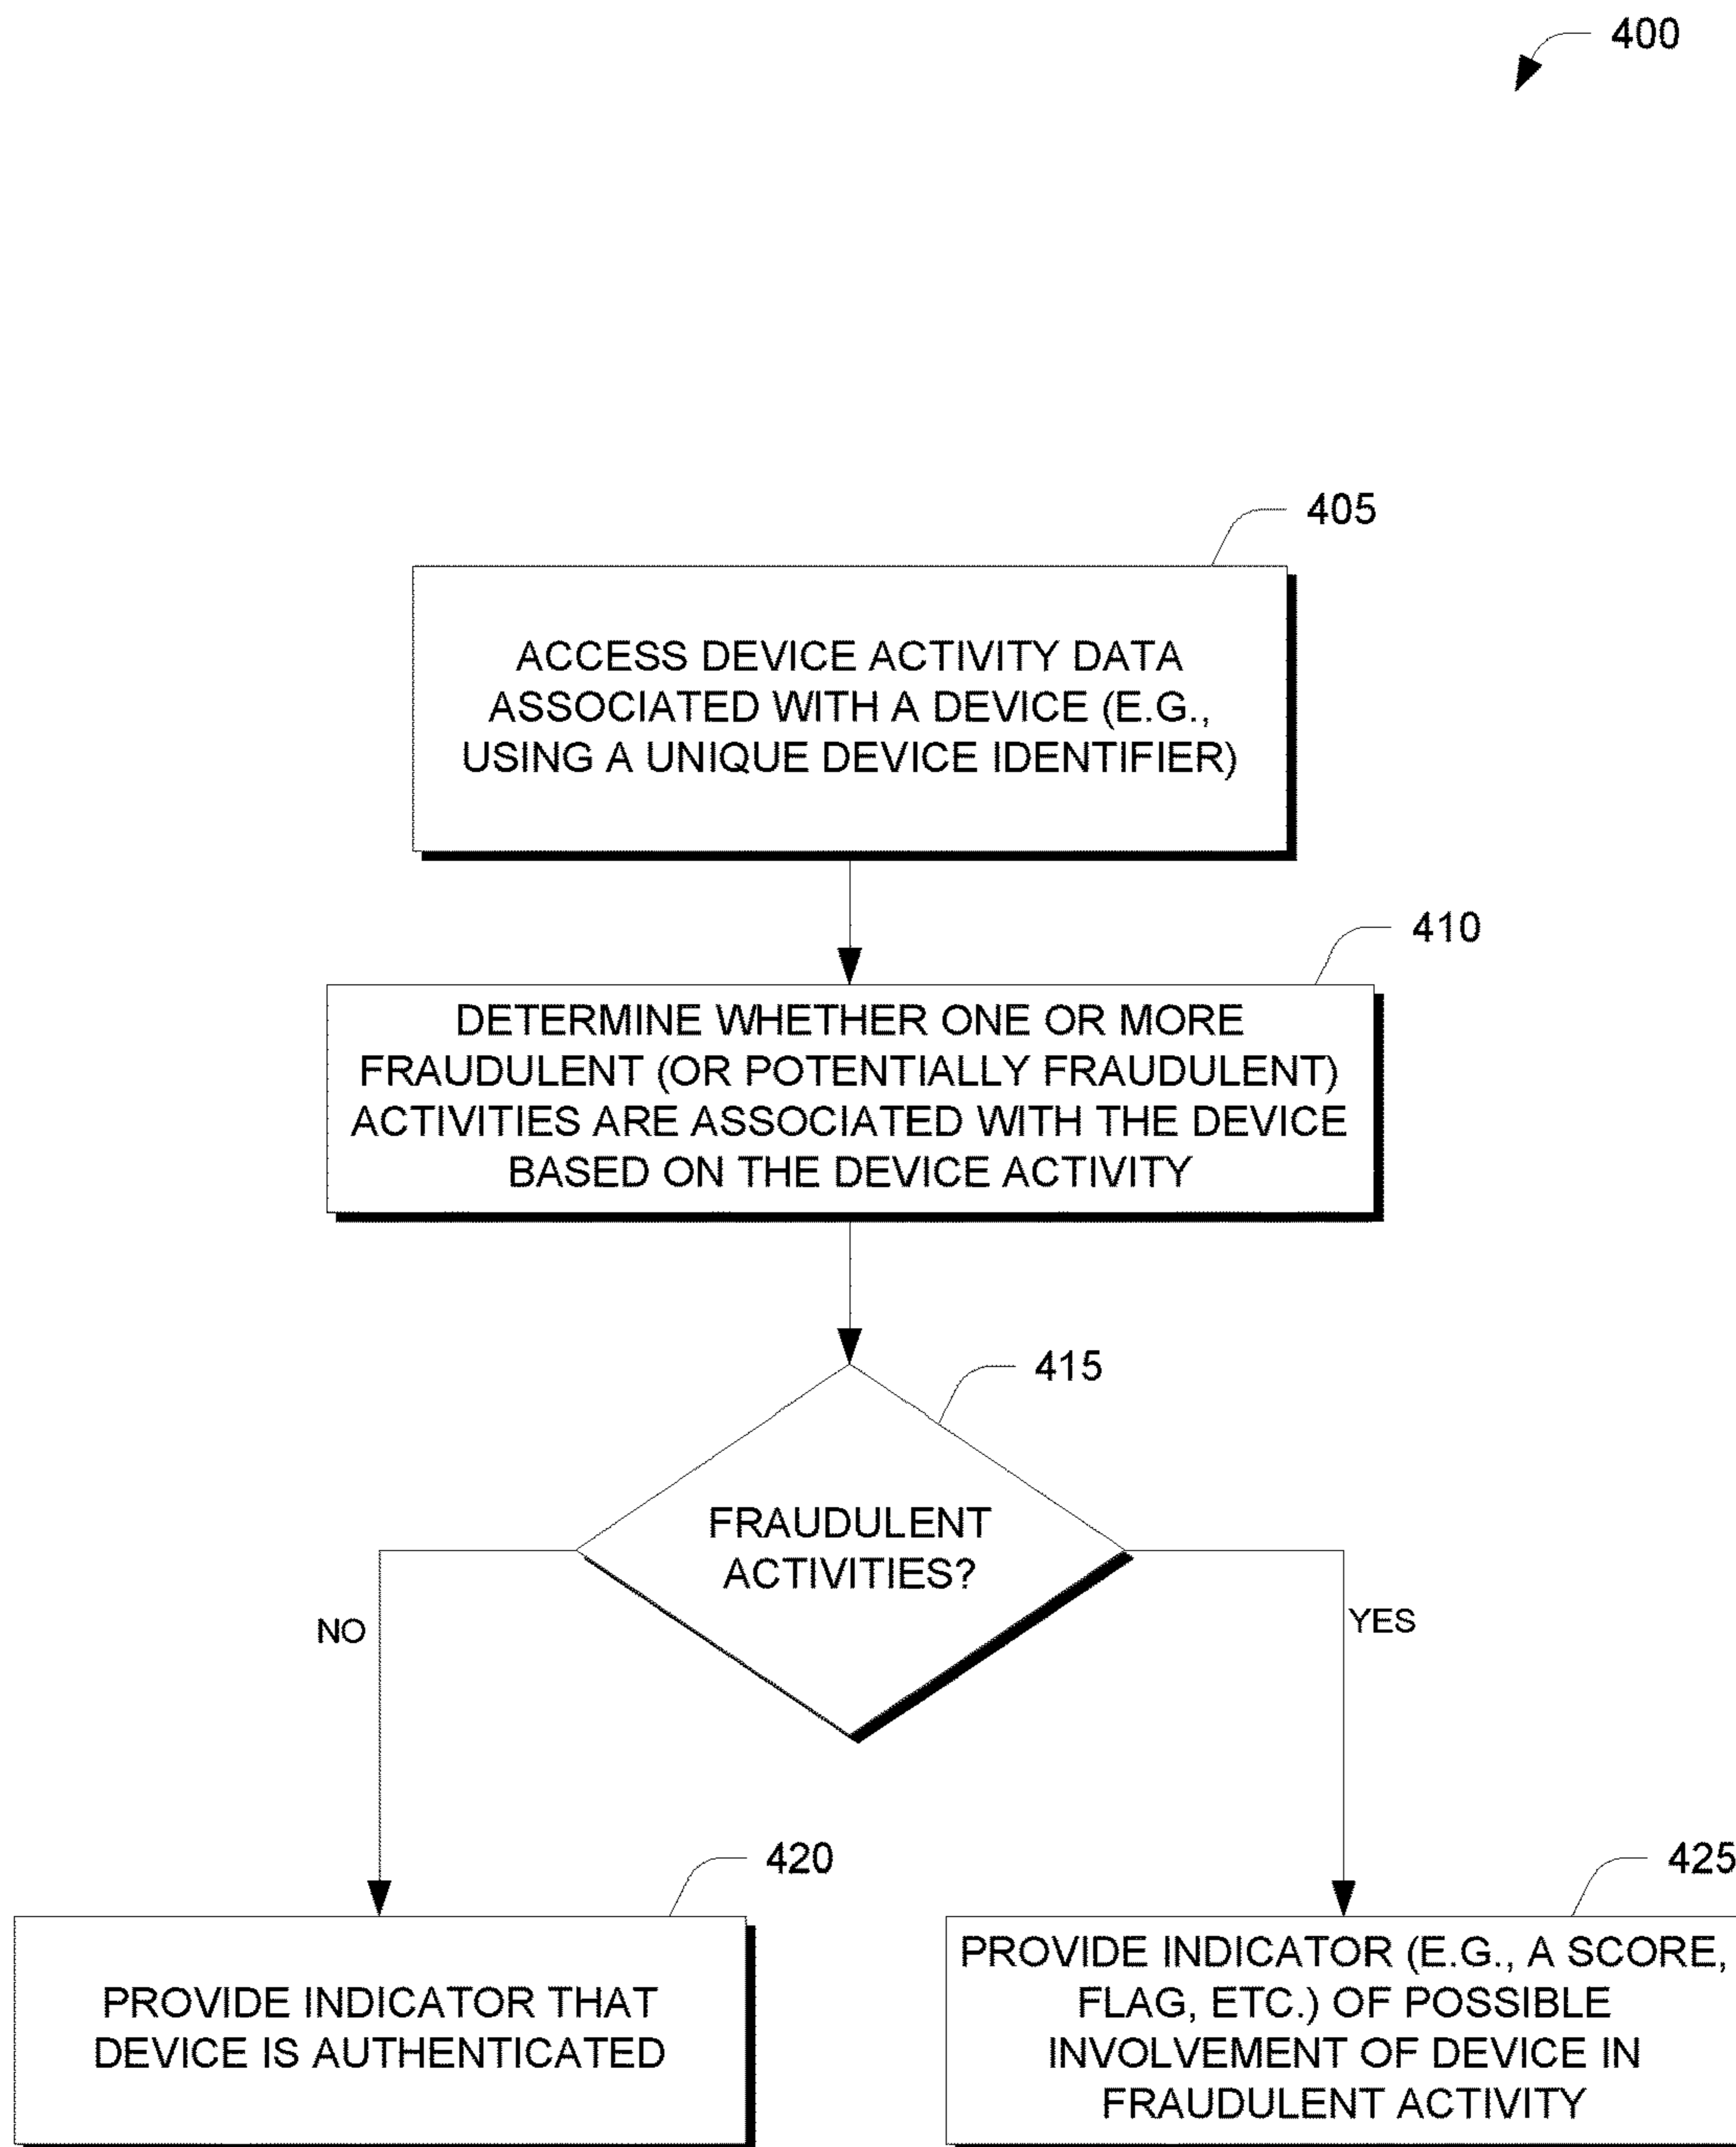 400
405
ACCESS DEVICE ACTIVITY DATA
ASSOCIATED WITH A DEVICE (E.G.,
USING A UNIQUE DEVICE IDENTIFIER)
410
DETERMINE WHETHER ONE OR MORE
FRAUDULENT (OR POTENTIALLY FRAUDULENT)
ACTIVITIES ARE ASSOCIATED WITH THE DEVICE
BASED ON THE DEVICE ACTIVITY
415
FRAUDULENT
ACTIVITIES?
NO
YES
420
PROVIDE INDICATOR THAT
DEVICE IS AUTHENTICATED
425
PROVIDE INDICATOR (E.G., A SCORE,
FLAG, ETC.) OF POSSIBLE
INVOLVEMENT OF DEVICE IN
FRAUDULENT ACTIVITY